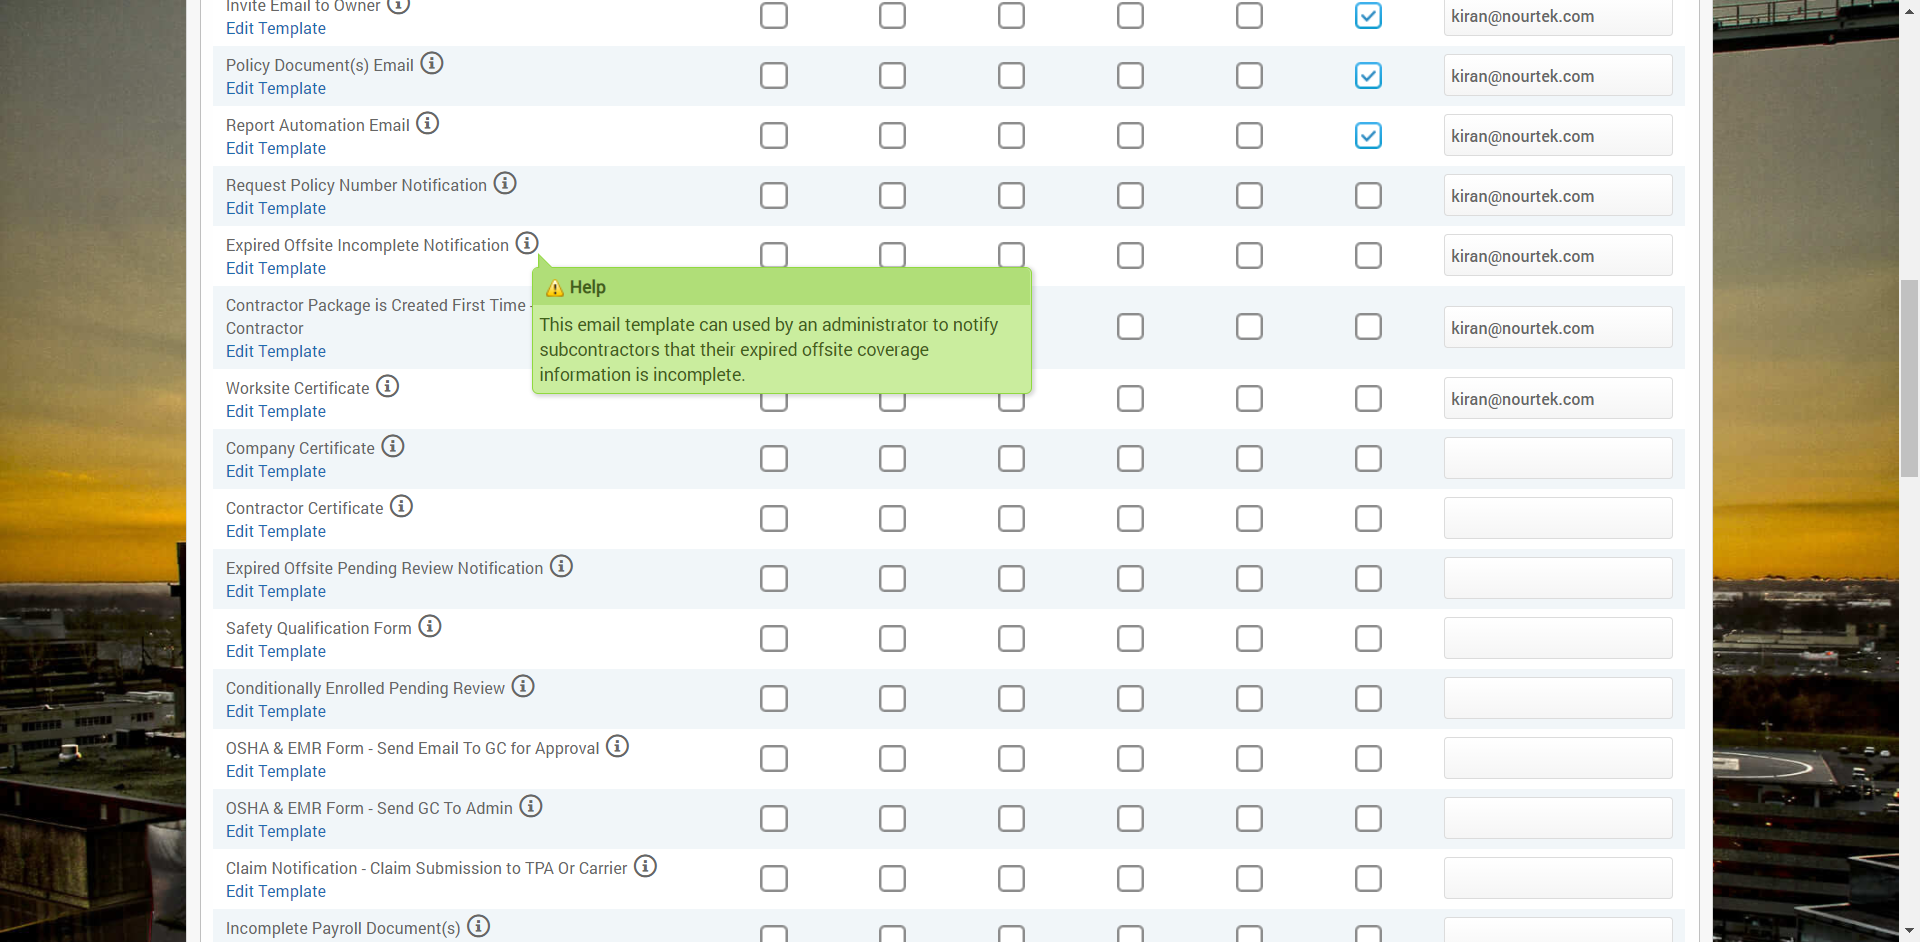 Invite Email to Owner
Edit Template
kiran@nourtek.com
Policy Document(s) Email
Edit Template
kiran@nourtek.com
Report Automation Email
Edit Template
kiran@nourtek.com
Request Policy Number Notification
Edit Template
kiran@nourtek.com
Expired Offsite Incomplete Notification
Edit Template
kiran@nourtek.com
Help
This email template can used by an administrator to notify
subcontractors that their expired offsite coverage
information is incomplete.
Contractor Package is Created First Time -
Contractor
Edit Template
kiran@nourtek.com
Worksite Certificate
Edit Template
kiran@nourtek.com
Company Certificate
Edit Template
Contractor Certificate
Edit Template
Expired Offsite Pending Review Notification
Edit Template
Safety Qualification Form
Edit Template
Conditionally Enrolled Pending Review
Edit Template
OSHA & EMR Form - Send Email To GC for Approval
Edit Template
OSHA & EMR Form - Send GC To Admin
Edit Template
Claim Notification - Claim Submission to TPA Or Carrier
Edit Template
Incomplete Payroll Document(s)